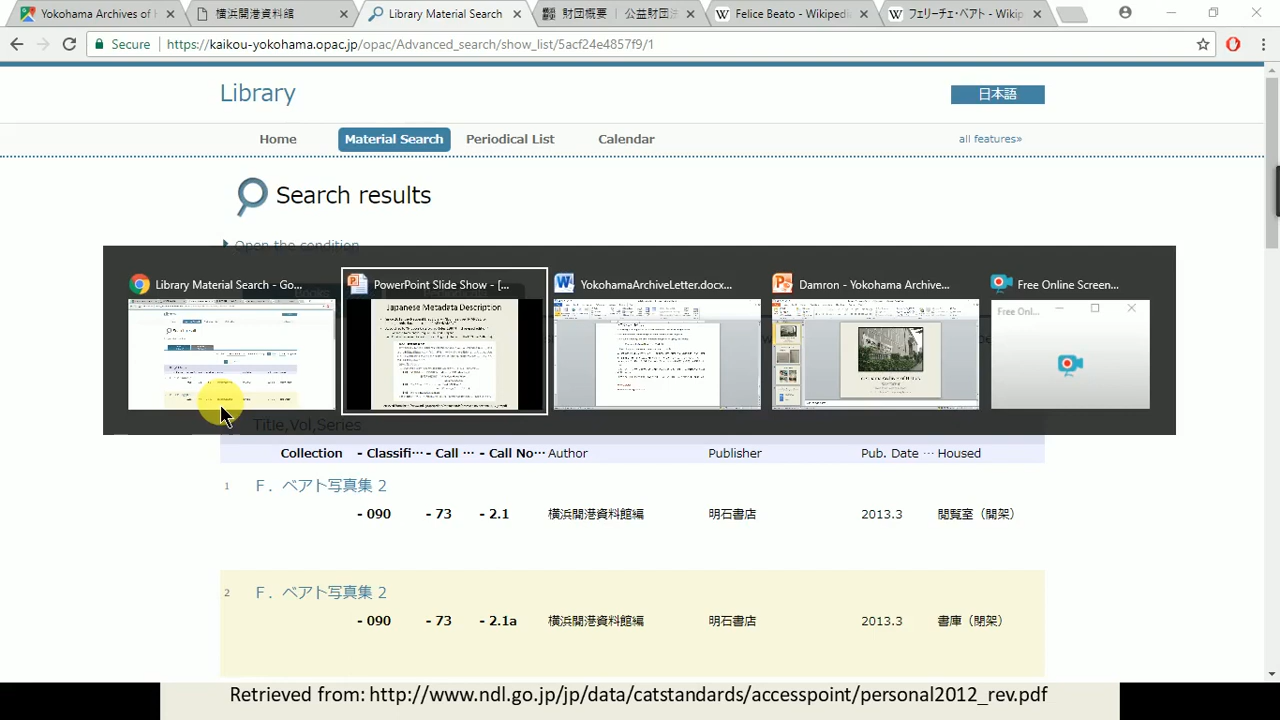 Yokohama Archives of H
横浜開港資料館
Library Material Search
財団概要 | 公益財団法
Felice Beato - Wikipedi
フェリーチェ・ベアト - Wikip
Secure
https://kaikou-yokohama.opac.jp/opac/Advanced_search/show_list/5acf24e4857f9/1
Library
日本語
Home
Material Search
Periodical List
Calendar
all features»
Search results
Open the condition
Library Material Search - Go...
PowerPoint Slide Show - [...
YokohamaArchiveLetter.docx...
Damron - Yokohama Archive...
Free Online Screen...
Japanese Metadata Description
Free Onl...
Title,Vol,Series
Collection - Classifi··· - Call ··· - Call No··· Author Publisher Pub. Date ··· Housed
1 Ｆ．ベアト写真集 2
- 090 - 73 - 2.1 横浜開港資料館編 明石書店 2013.3 閲覧室（開架）
2 Ｆ．ベアト写真集 2
- 090 - 73 - 2.1a 横浜開港資料館編 明石書店 2013.3 書庫（閉架）
Retrieved from: http://www.ndl.go.jp/jp/data/catstandards/accesspoint/personal2012_rev.pdf